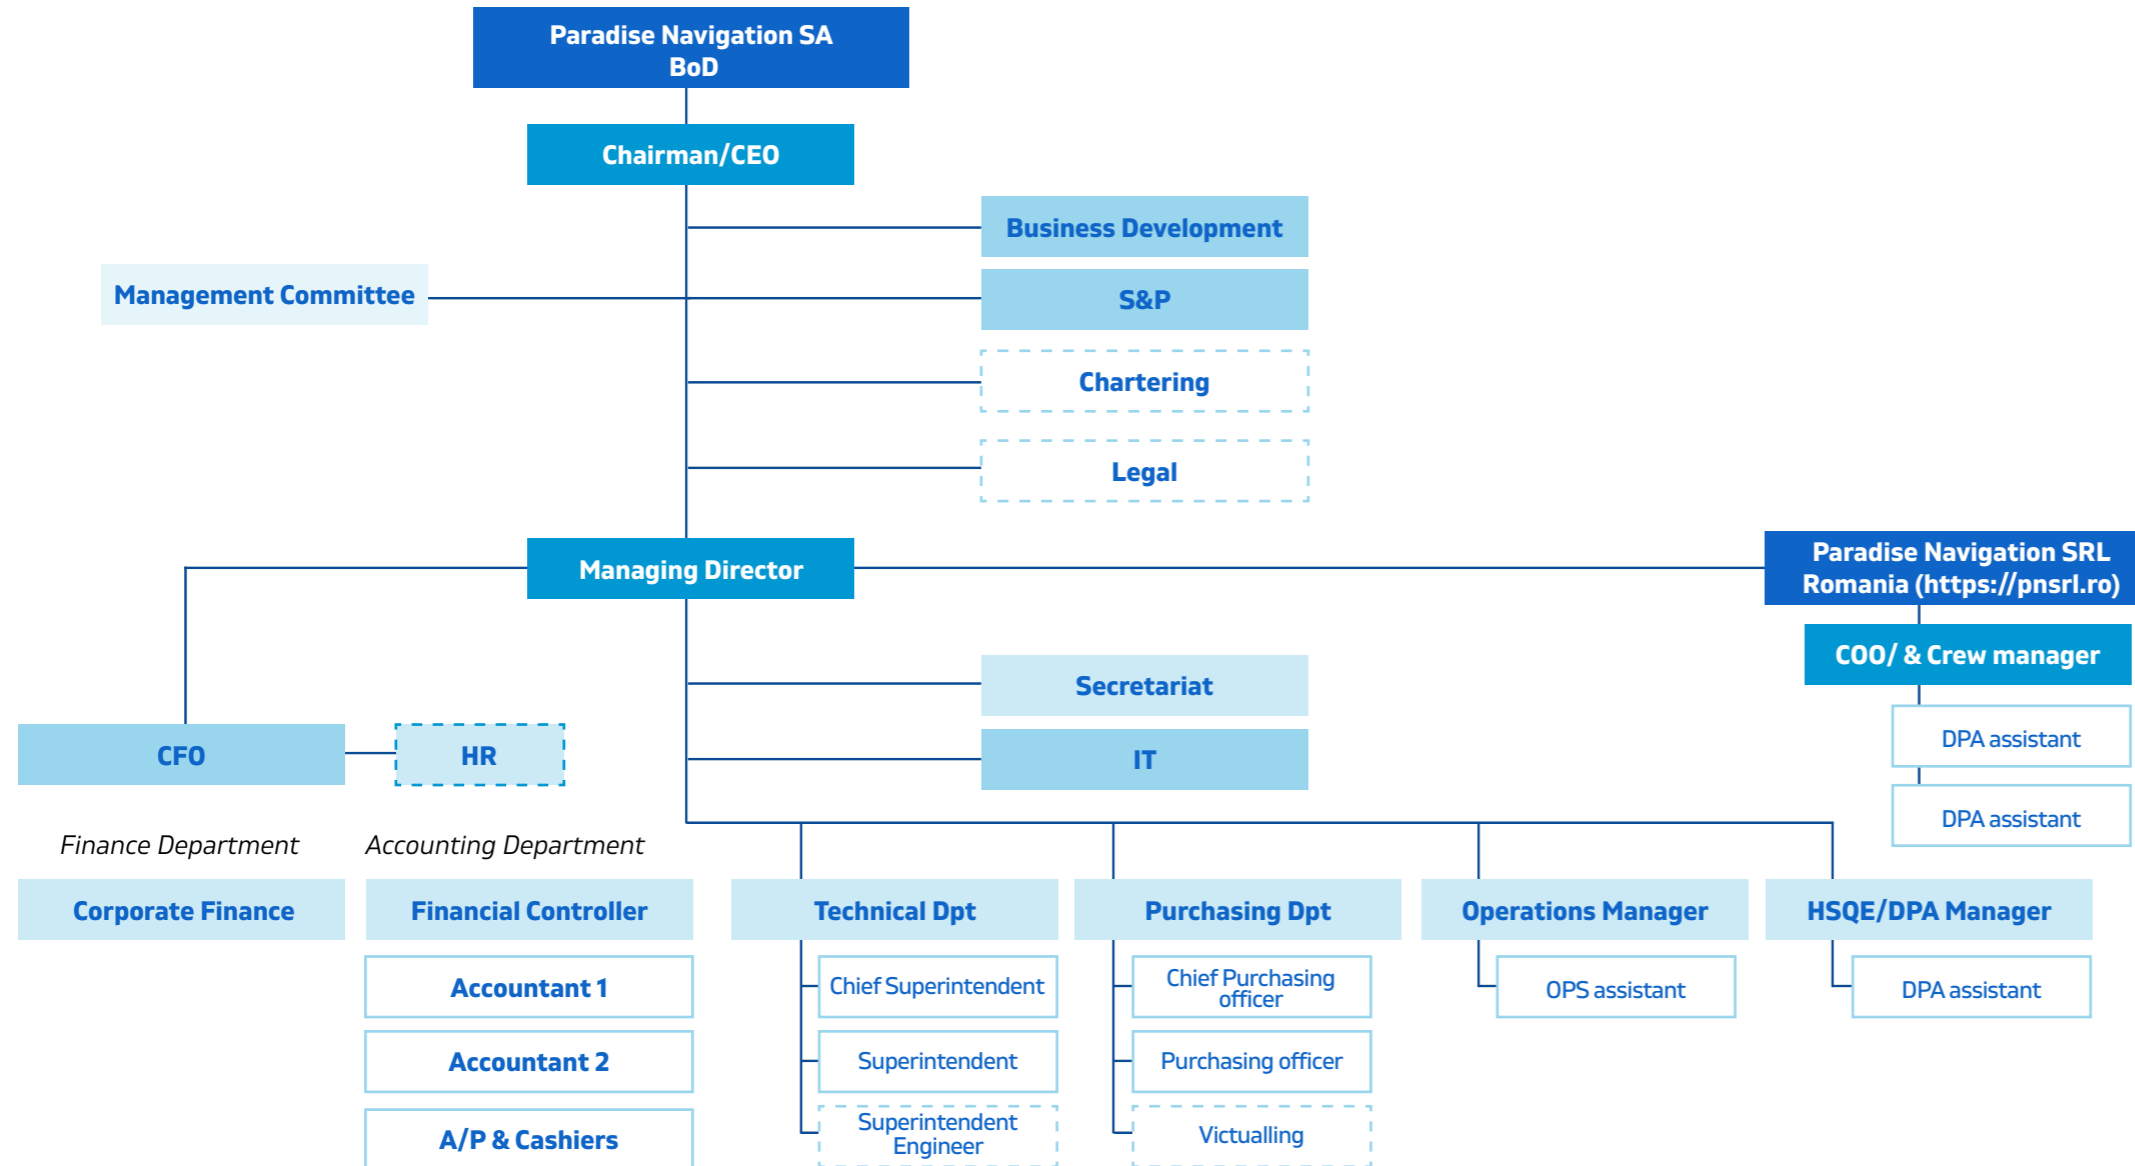 Paradise Navigation SA
BoD
Chairman/CEO
Business Development
Management Committee
S&P
Chartering
Legal
Managing Director
Paradise Navigation SRL
Romania (https://pnsrl.ro)
COO/ & Crew manager
Secretariat
DPA assistant
CFO
HR
IT
DPA assistant
Finance Department
Accounting Department
Corporate Finance
Financial Controller
Technical Dpt
Purchasing Dpt
Operations Manager
HSQE/DPA Manager
Accountant 1
Chief Superintendent
Chief Purchasing
officer
OPS assistant
DPA assistant
Accountant 2
Superintendent
Purchasing officer
A/P & Cashiers
Superintendent
Engineer
Victualling